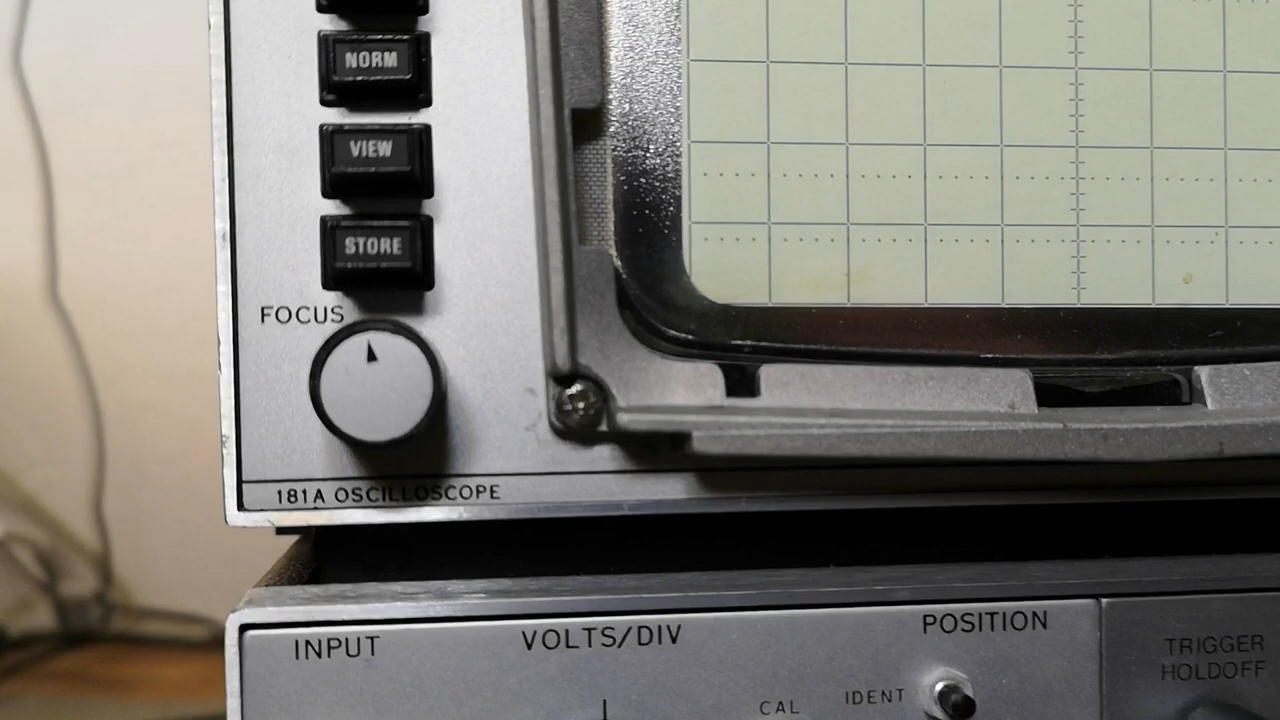 NORM
VIEW
STORE
FOCUS
181A OSCILLOSCOPE
INPUT
VOLTS/DIV
POSITION
TRIGGER
HOLDOFF
CAL
IDENT